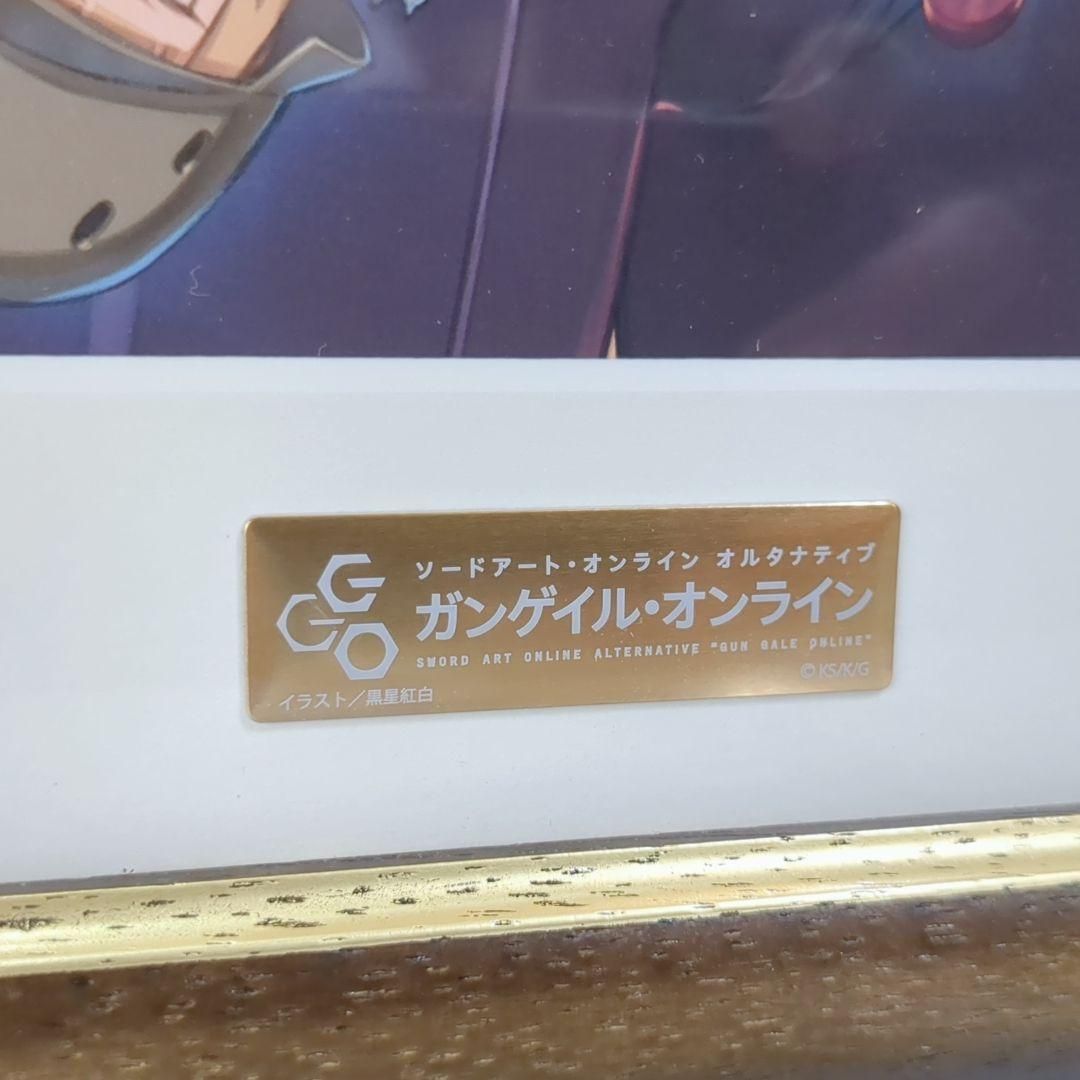 GGO
ソードアート・オンライン オルタナティブ
ガンゲイル・オンライン
SWORD ART ONLINE ALTERNATIVE "GUN GALE ONLINE"
© KS/K/G
イラスト／黒星紅白